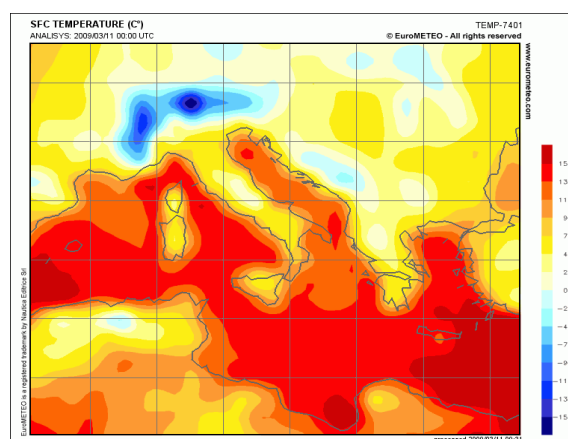 SFC TEMPERATURE (C°)
TEMP-7401
ANALISYS: 2009/03/11 00:00 UTC
© EuroMETEO - All rights reserved
www.eurometeo.com
EuroMETEO is a registered trademark by Nautica Editrice Srl
15
13
11
9
7
5
4
2
0
-2
-4
-5
-7
-9
-11
-13
-15